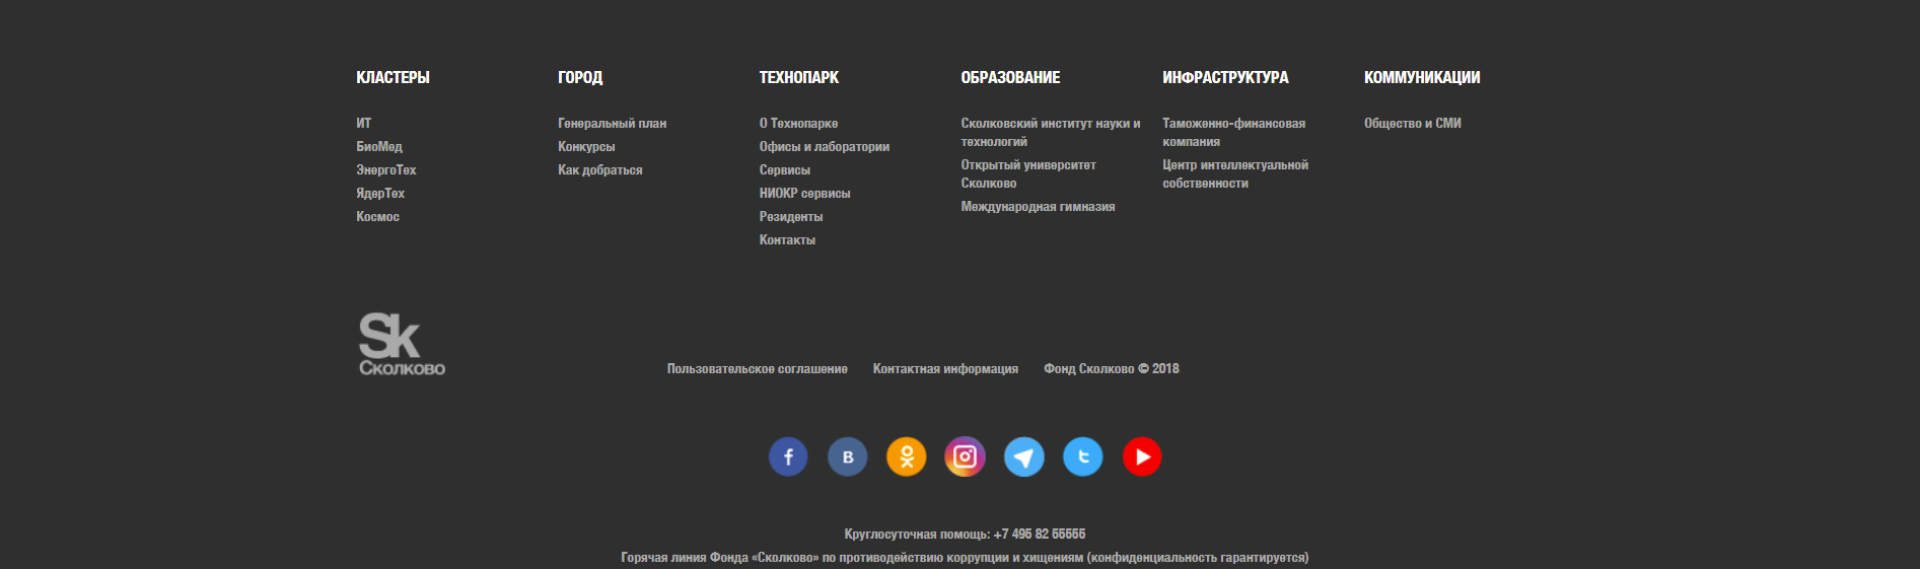 КЛАСТЕРЫ
ИТ
БиоМед
ЭнергоТех
ЯдерТех
Космос
ГОРОД
Генеральный план
Конкурсы
Как добраться
ТЕХНОПАРК
О Технопарке
Офисы и лаборатории
Сервисы
НИОКР сервисы
Резиденты
Контакты
ОБРАЗОВАНИЕ
Сколковский институт науки и
технологий
Открытый университет
Сколково
Международная гимназия
ИНФРАСТРУКТУРА
Таможенно-финансовая
компания
Центр интеллектуальной
собственности
КОММУНИКАЦИИ
Общество и СМИ
Sk
Сколково
Пользовательское соглашение Контактная информация Фонд Сколково © 2018
Круглосуточная помощь: +7 495 82 55555
Горячая линия Фонда «Сколково» по противодействию коррупции и хищениям (конфиденциальность гарантируется)